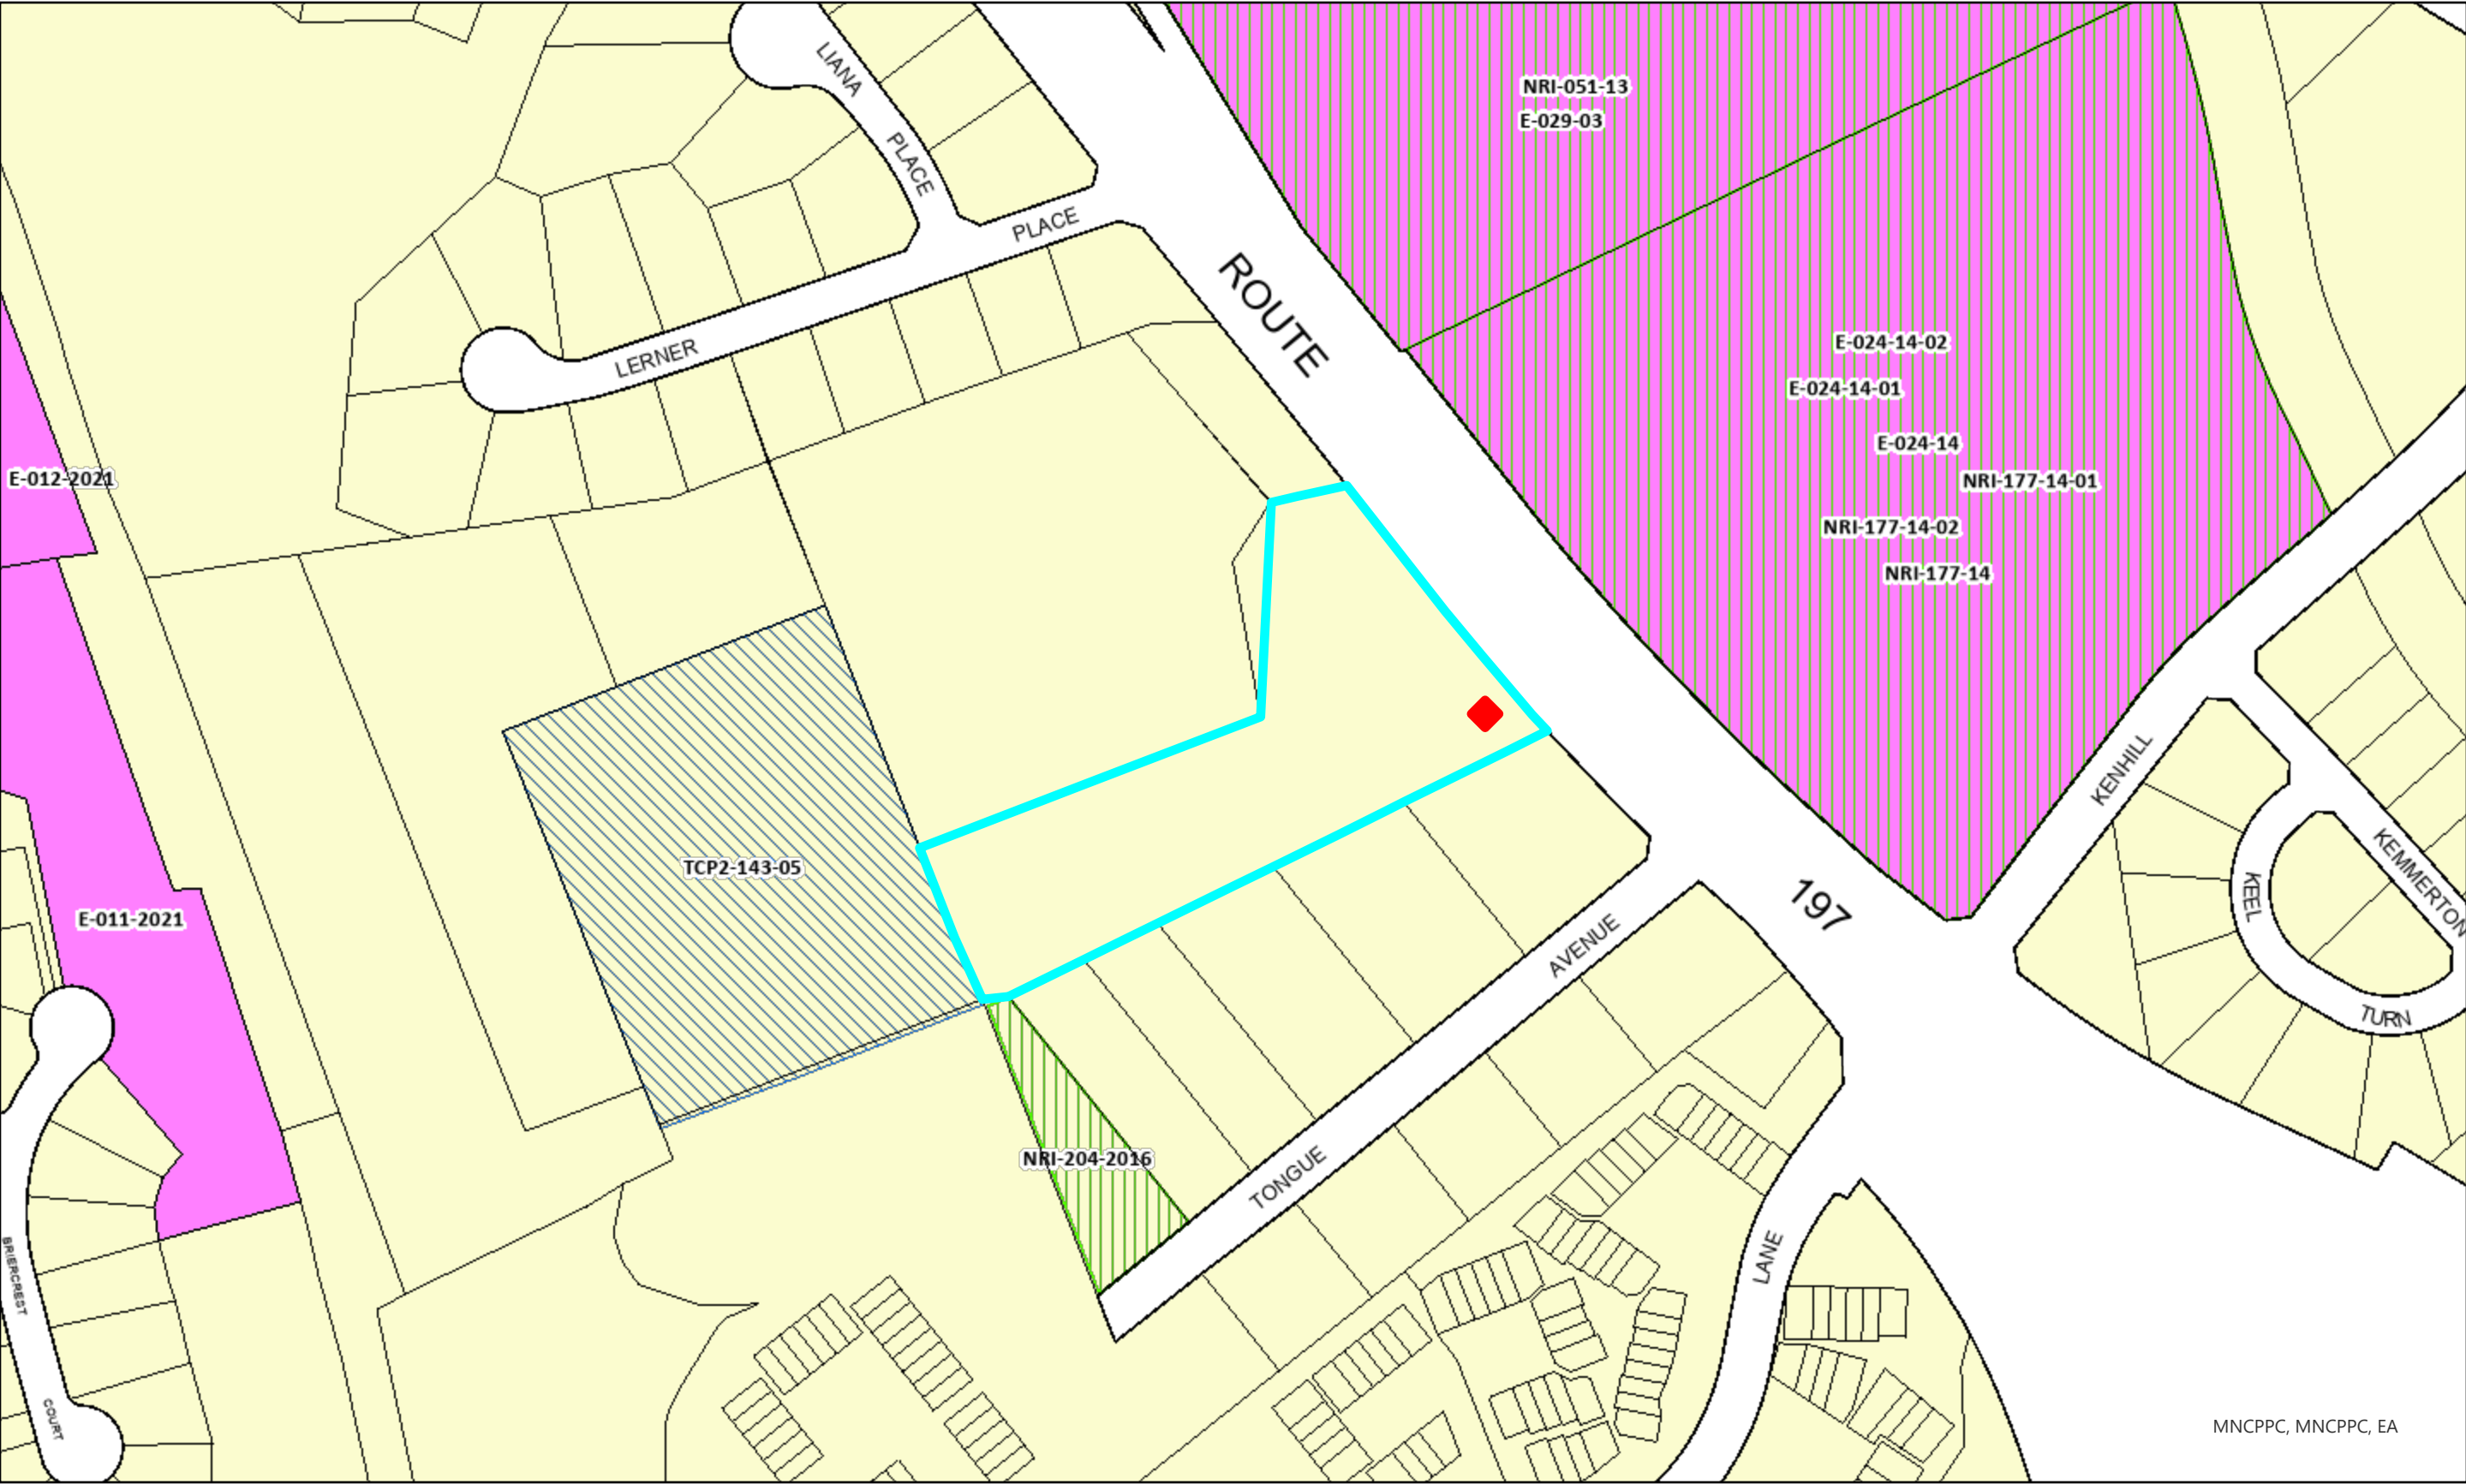 LIANA
PLACE
NRI-051-13
E-029-03
PLACE
ROUTE
LERNER
E-024-14-02
E-024-14-01
E-024-14
E-012-2021
NRI-177-14-01
NRI-177-14-02
NRI-177-14
KENHILL
TCP2-143-05
KEMMERTON
KEEL
197
E-011-2021
AVENUE
TURN
NRI-204-2016
TONGUE
LANE
BRIERCREST
COURT
MNCPPC, MNCPPC, EA